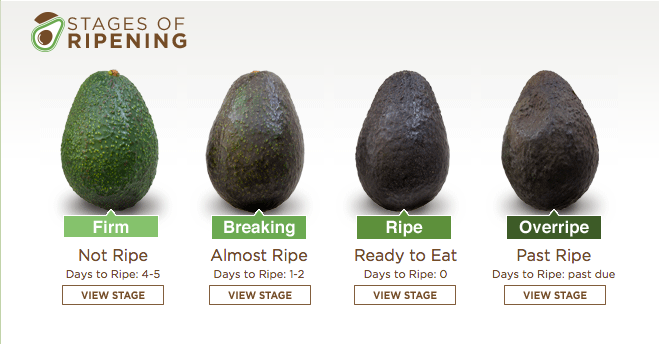 STAGES OF
RIPENING
Firm
Not Ripe
Days to Ripe: 4-5
VIEW STAGE
Breaking
Almost Ripe
Days to Ripe: 1-2
VIEW STAGE
Ripe
Ready to Eat
Days to Ripe: 0
VIEW STAGE
Overripe
Past Ripe
Days to Ripe: past due
VIEW STAGE